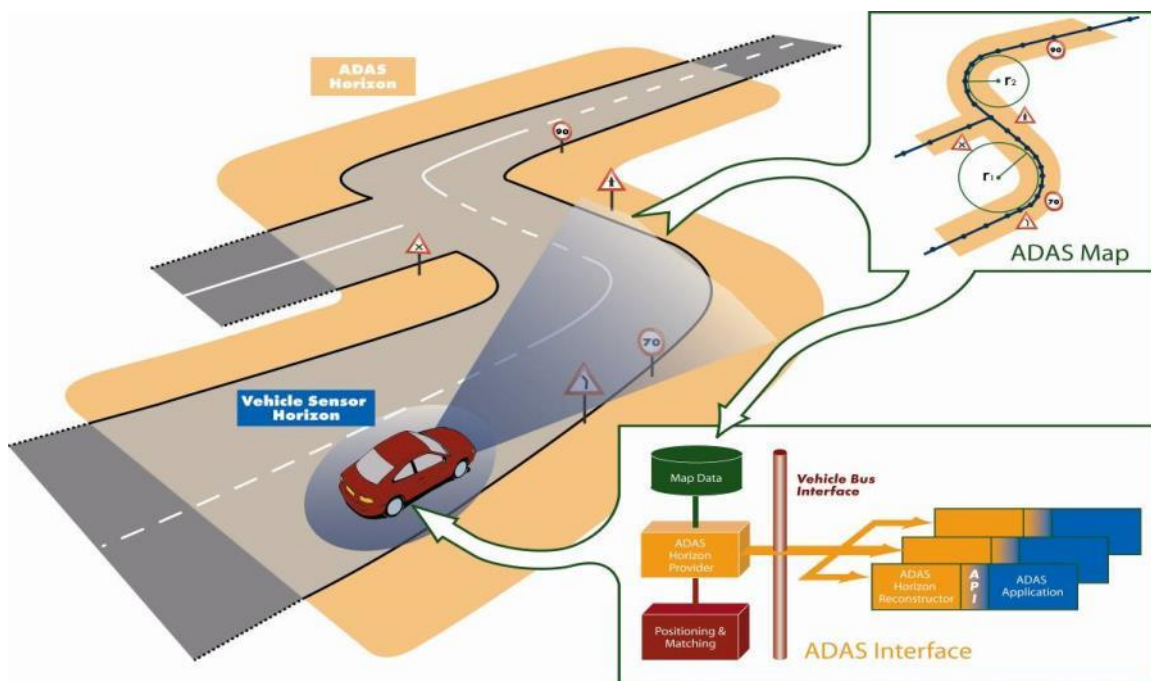 ADAS
Horizon
90
70
Vehicle Sensor
Horizon
90
r2
r1
70
ADAS Map
Map Data
Vehicle Bus
Interface
ADAS
Horizon
Provider
ADAS
Horizon
Reconstructor
API
ADAS
Application
Positioning &
Matching
ADAS Interface